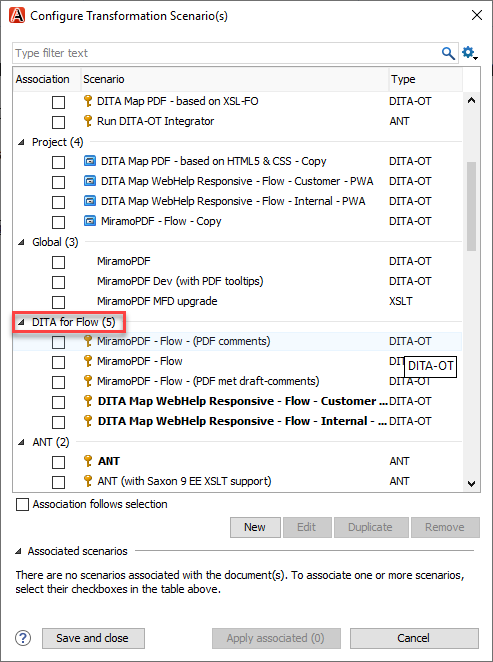 Configure Transformation Scenario(s)
Type filter text
Association Scenario Type
DITA Map PDF - based on XSL-FO DITA-OT
Run DITA-OT Integrator ANT
Project (4)
DITA Map PDF - based on HTML5 & CSS - Copy DITA-OT
DITA Map WebHelp Responsive - Flow - Customer - PWA DITA-OT
DITA Map WebHelp Responsive - Flow - Internal - PWA DITA-OT
MiramoPDF - Flow - Copy DITA-OT
Global (3)
MiramoPDF DITA-OT
MiramoPDF Dev (with PDF tooltips) DITA-OT
MiramoPDF MFD upgrade XSLT
DITA for Flow (5)
MiramoPDF - Flow - (PDF comments) DITA-OT
MiramoPDF - Flow DITA-OT
MiramoPDF - Flow - (PDF met draft-comments) DITA-OT
DITA Map WebHelp Responsive - Flow - Customer ... DITA-OT
DITA Map WebHelp Responsive - Flow - Internal - ... DITA-OT
ANT (2)
ANT ANT
ANT (with Saxon 9 EE XSLT support) ANT
Association follows selection
New Edit Duplicate Remove
Associated scenarios
There are no scenarios associated with the document(s). To associate one or more scenarios,
select their checkboxes in the table above.
? Save and close Apply associated (0) Cancel